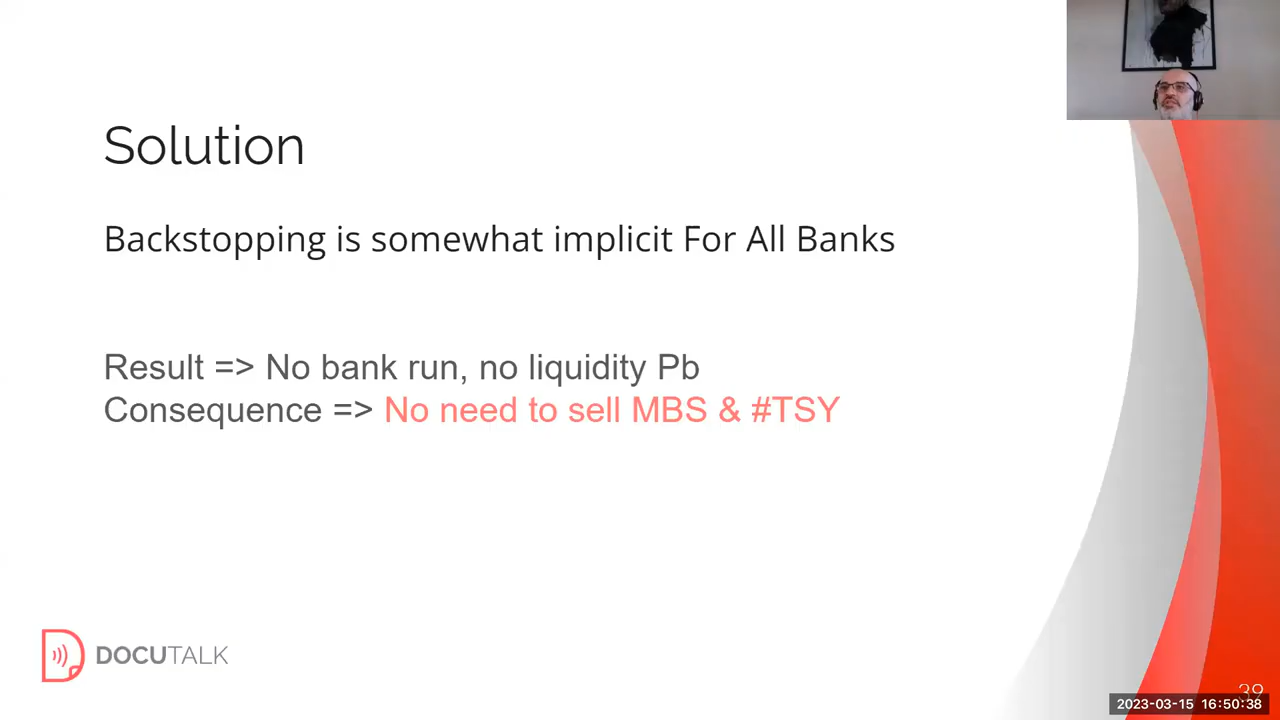 Solution
Backstopping is somewhat implicit For All Banks
Result => No bank run, no liquidity Pb
Consequence => No need to sell MBS & #TSY
DOCUTALK
39
2023-03-15 16:50:38